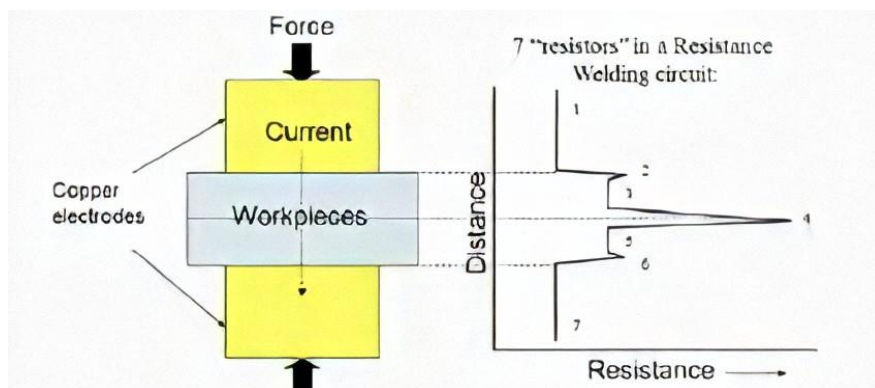 Force
Current
Copper
electrodes
Workpieces
7 "resistors" in a Resistance
Welding circuit:
Distance
1
2
3
4
5
6
7
Resistance